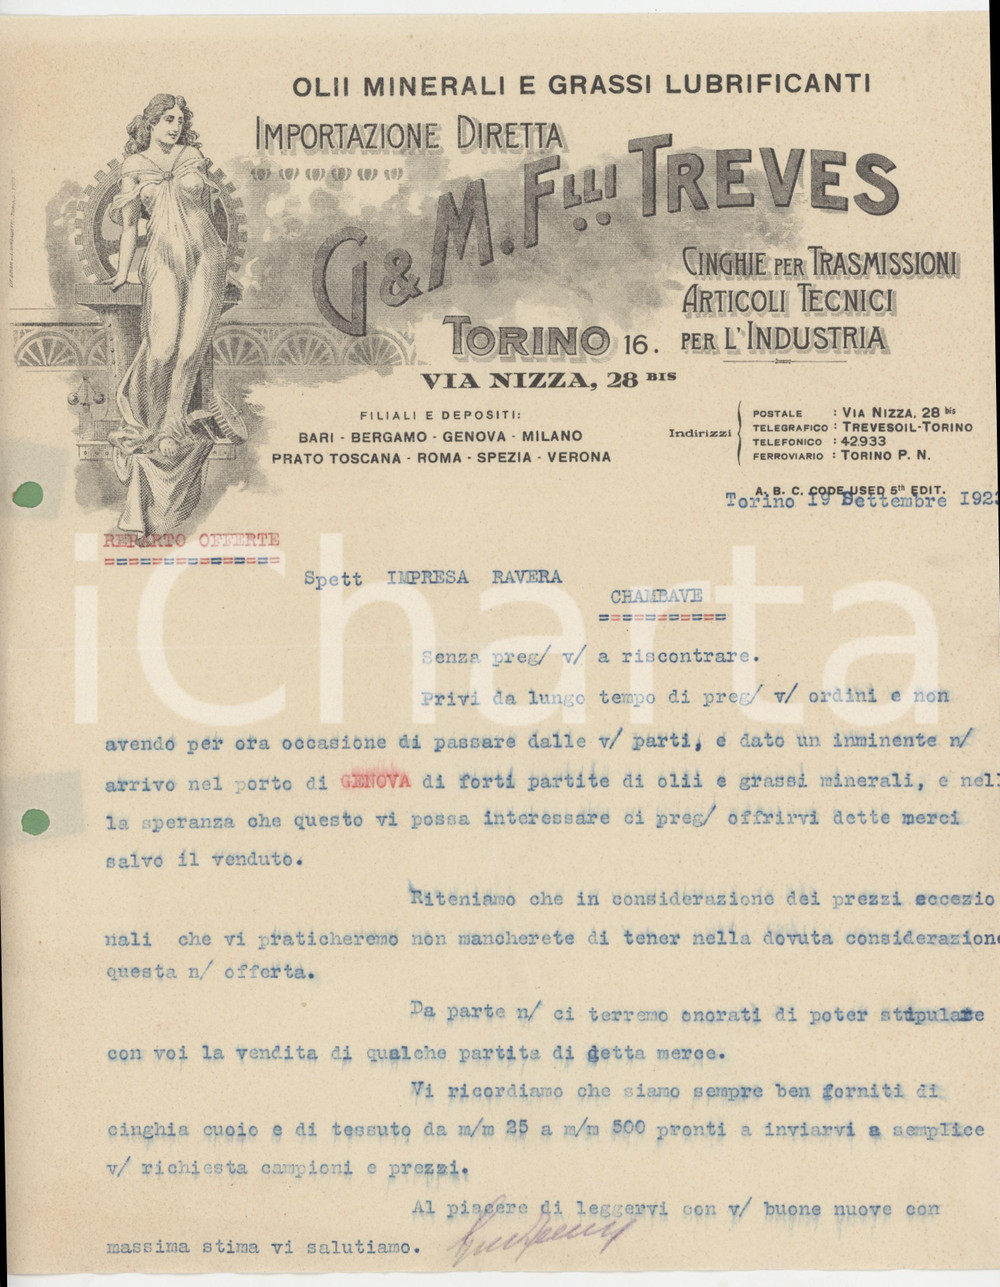 OLII MINERALI E GRASSI LUBRIFICANTI
IMPORTAZIONE DIRETTA
G & M. FLLLI TREVES
CINGHIE PER TRASMISSIONI
ARTICOLI TECNICI
PER L'INDUSTRIA
TORINO 16.
VIA NIZZA, 28 BIS
FILIALI E DEPOSITI:
BARI - BERGAMO - GENOVA - MILANO
PRATO TOSCANA - ROMA - SPEZIA - VERONA
Indirizzi
POSTALE : VIA NIZZA, 28 bis
TELEGRAFICO : TREVESOIL-TORINO
TELEFONICO : 42933
FERROVIARIO : TORINO P. N.
A. B. C. CODE USED 5th EDIT.
Torino 19 Settembre 192
REPARTO OFFERTE
Spett IMPRESA RAVERA
CHAMBAVE
Senza preg/ v/ a riscontrare.
Privi da lungo tempo di preg/ v/ ordini e non
avendo per ora occasione di passare dalle v/ parti, e dato un imminente n/
arrivo nel porto di GENOVA di forti partite di olii e grassi minerali, e nell
la speranza che questo vi possa interessare ci preg/ offrirvi dette merci
salvo il venduto.
Riteniamo che in considerazione dei prezzi eccezio
nali che vi praticheremo non mancherete di tener nella dovuta considerazione
questa n/ offerta.
Da parte n/ ci terremo onorati di poter stipulare
con voi la vendita di qualche partita di detta merce.
Vi ricordiamo che siamo sempre ben forniti di
cinghia cuoio e di tessuto da m/m 25 a m/m 500 pronti a inviarvi a semplice
v/ richiesta campioni e prezzi.
Al piacere di leggervi con v/ buone nuove con
massima stima vi salutiamo.
iCharta